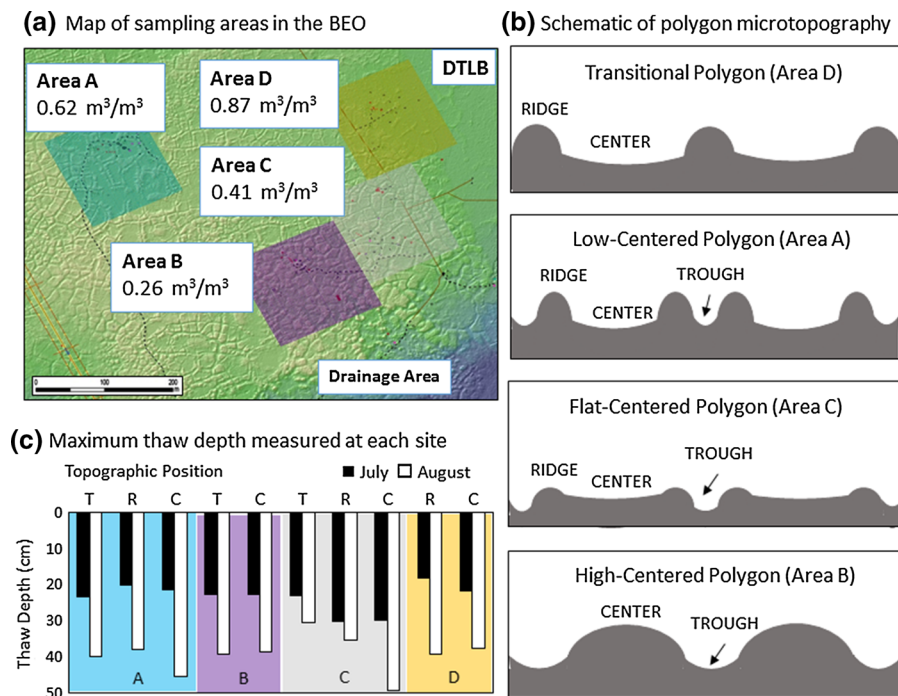 (a) Map of sampling areas in the BEO
Area A
0.62 m³/m³
Area D
0.87 m³/m³
DTLB
Area C
0.41 m³/m³
Area B
0.26 m³/m³
Drainage Area
0 100 200
m
(b) Schematic of polygon microtopography
Transitional Polygon (Area D)
RIDGE
CENTER
Low-Centered Polygon (Area A)
RIDGE
TROUGH
CENTER
Flat-Centered Polygon (Area C)
RIDGE
CENTER
TROUGH
High-Centered Polygon (Area B)
CENTER
TROUGH
(c) Maximum thaw depth measured at each site
Topographic Position
July August
T R C T C T R C R C
Thaw Depth (cm)
0
10
20
30
40
50
A B C D